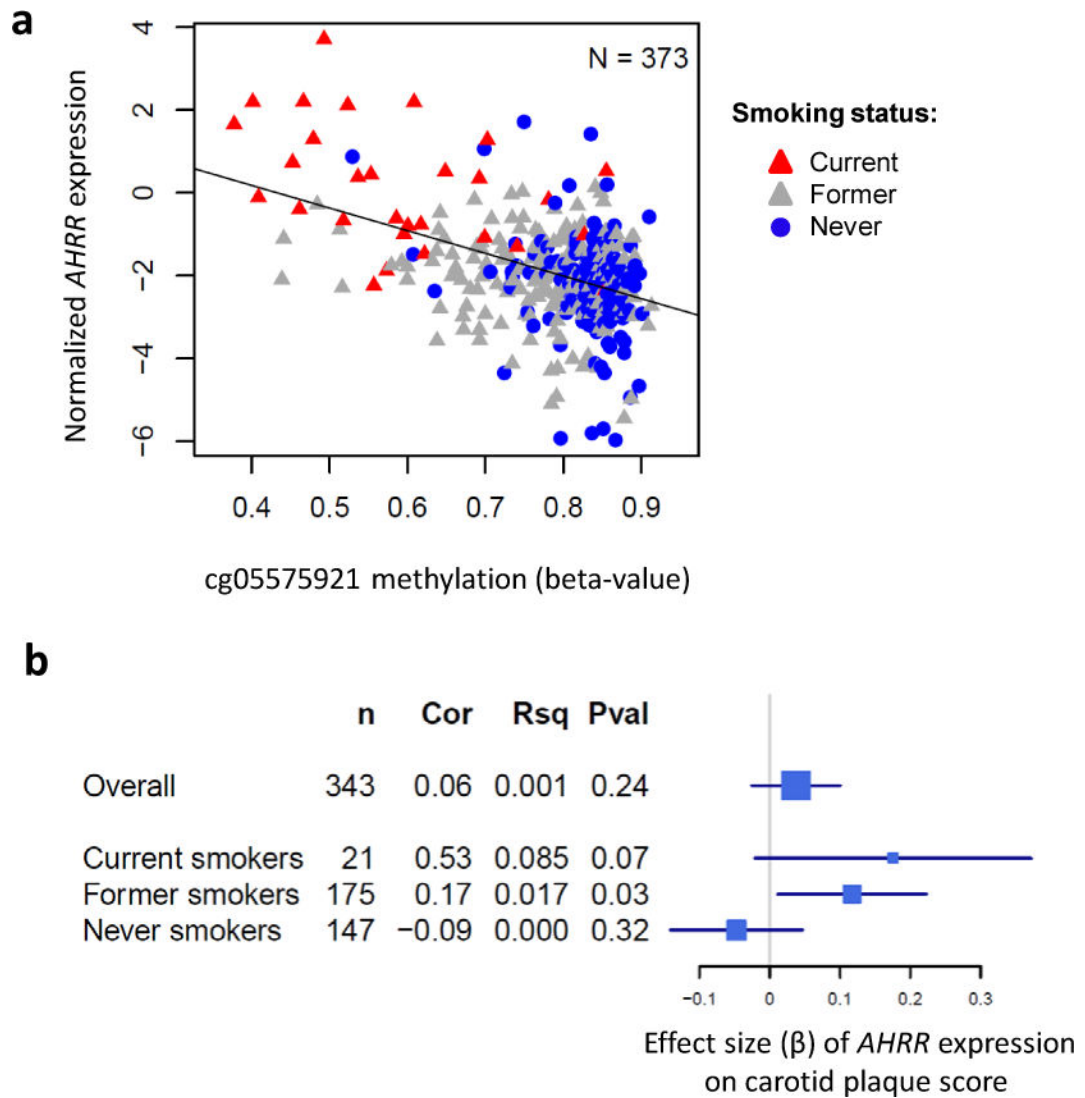 a
N = 373
4
2
0
−2
−4
−6
Normalized AHRR expression
0.4 0.5 0.6 0.7 0.8 0.9
cg05575921 methylation (beta-value)
Smoking status:
Current
Former
Never
b
n Cor Rsq Pval
Overall 343 0.06 0.001 0.24
Current smokers 21 0.53 0.085 0.07
Former smokers 175 0.17 0.017 0.03
Never smokers 147 −0.09 0.000 0.32
−0.1 0 0.1 0.2 0.3
Effect size (β) of AHRR expression
on carotid plaque score